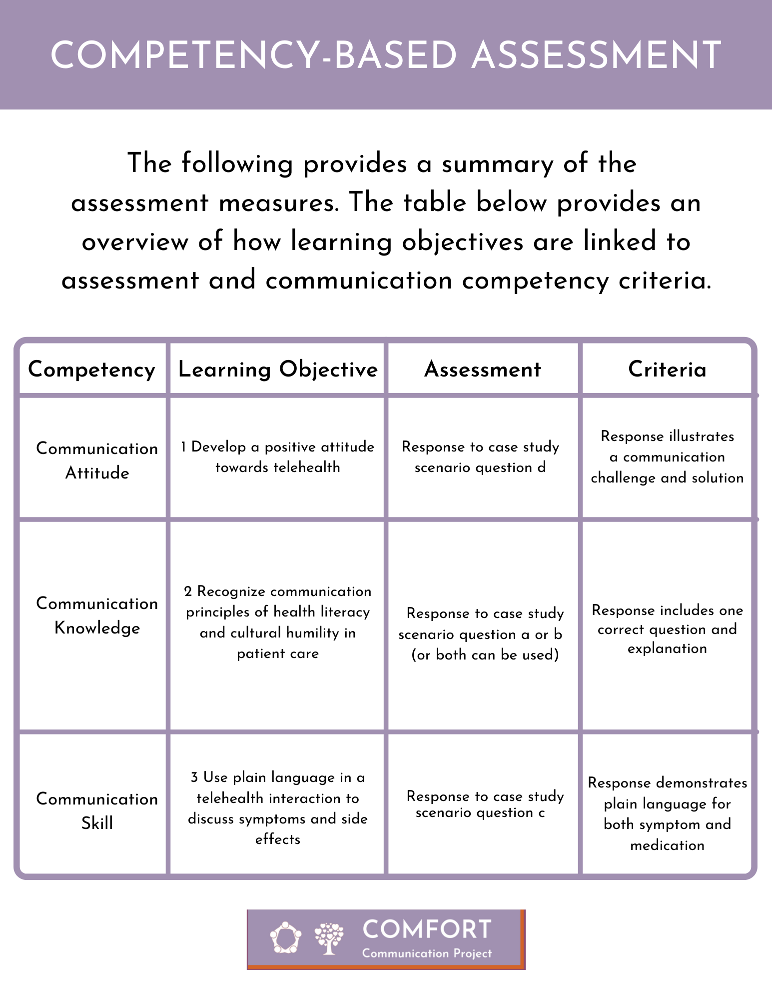 COMPETENCY-BASED ASSESSMENT
The following provides a summary of the
assessment measures. The table below provides an
overview of how learning objectives are linked to
assessment and communication competency criteria.
Competency
Learning Objective
Assessment
Criteria
Communication
Attitude
1 Develop a positive attitude
towards telehealth
Response to case study
scenario question d
Response illustrates
a communication
challenge and solution
Communication
Knowledge
2 Recognize communication
principles of health literacy
and cultural humility in
patient care
Response to case study
scenario question a or b
(or both can be used)
Response includes one
correct question and
explanation
Communication
Skill
3 Use plain language in a
telehealth interaction to
discuss symptoms and side
effects
Response to case study
scenario question c
Response demonstrates
plain language for
both symptom and
medication
COMFORT
Communication Project